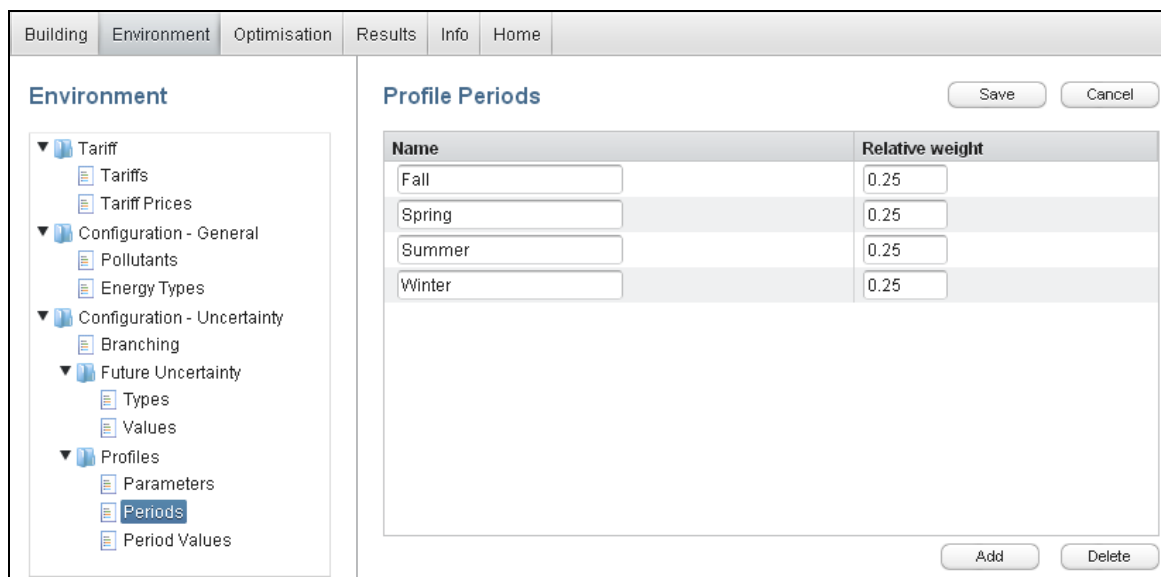 Building Environment Optimisation Results Info Home
Environment
Tariff
Tariffs
Tariff Prices
Configuration - General
Pollutants
Energy Types
Configuration - Uncertainty
Branching
Future Uncertainty
Types
Values
Profiles
Parameters
Periods
Period Values
Profile Periods Save Cancel
Name Relative weight
Fall 0.25
Spring 0.25
Summer 0.25
Winter 0.25
Add Delete